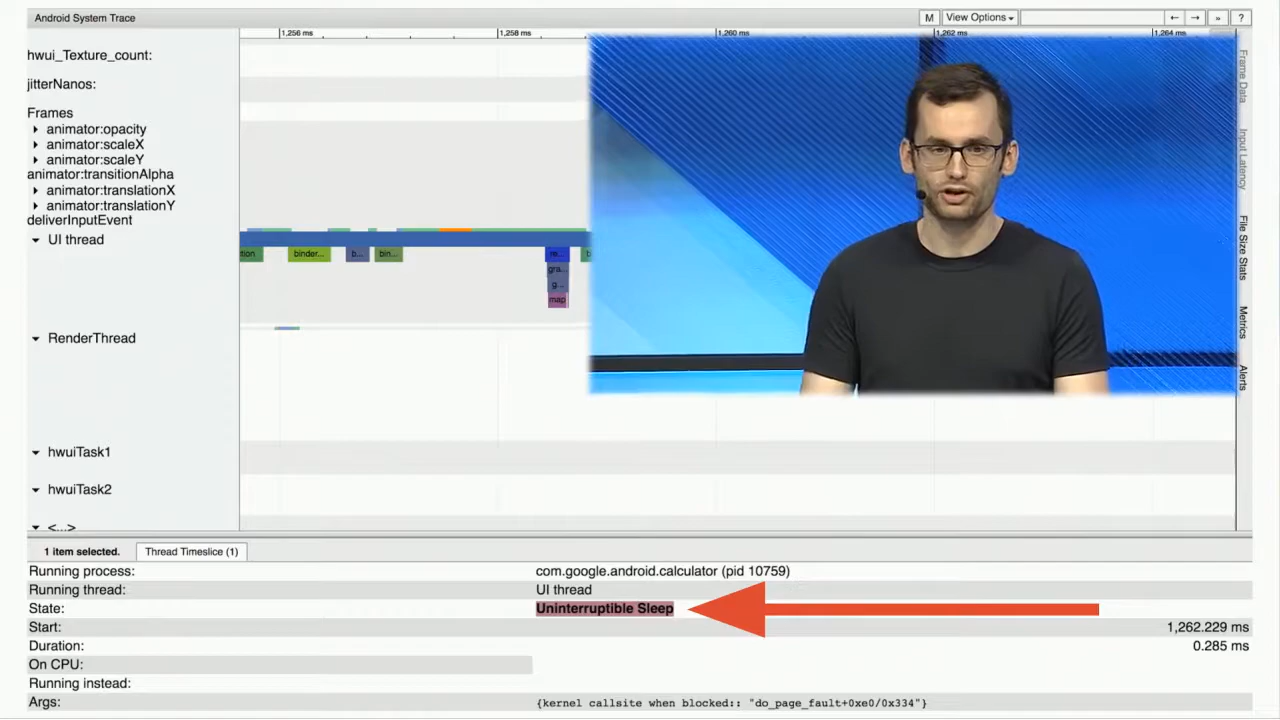 Android System Trace
M
View Options
← → » ?
1,256 ms
1,258 ms
1,260 ms
1,262 ms
1,264 ms
hwui_Texture_count:
jitterNanos:
Frames
animator:opacity
animator:scaleX
animator:scaleY
animator:transitionAlpha
animator:translationX
animator:translationY
deliverInputEvent
UI thread
tion
binder...
b...
bin...
re...
b
gra...
g...
map
RenderThread
hwuiTask1
hwuiTask2
<...>
Frame Data
Input Latency
File Size Stats
Metrics
Alerts
1 item selected.
Thread Timeslice (1)
Running process: com.google.android.calculator (pid 10759)
Running thread: UI thread
State: Uninterruptible Sleep
Start: 1,262.229 ms
Duration: 0.285 ms
On CPU:
Running instead:
Args: {kernel callsite when blocked:: "do_page_fault+0xe0/0x334"}